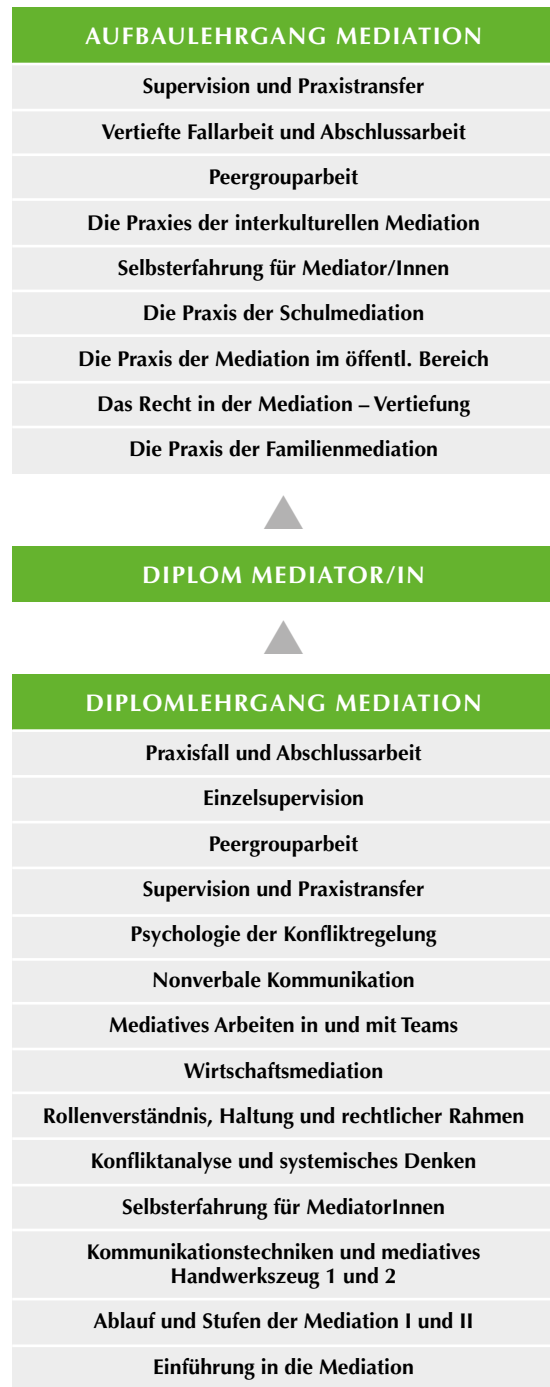 AUFBAULEHRGANG MEDIATION
Supervision und Praxistransfer
Vertiefte Fallarbeit und Abschlussarbeit
Peergrouparbeit
Die Praxies der interkulturellen Mediation
Selbsterfahrung für Mediator/Innen
Die Praxis der Schulmediation
Die Praxis der Mediation im öffentl. Bereich
Das Recht in der Mediation – Vertiefung
Die Praxis der Familienmediation
DIPLOM MEDIATOR/IN
DIPLOMLEHRGANG MEDIATION
Praxisfall und Abschlussarbeit
Einzelsupervision
Peergrouparbeit
Supervision und Praxistransfer
Psychologie der Konfliktregelung
Nonverbale Kommunikation
Mediatives Arbeiten in und mit Teams
Wirtschaftsmediation
Rollenverständnis, Haltung und rechtlicher Rahmen
Konfliktanalyse und systemisches Denken
Selbsterfahrung für MediatorInnen
Kommunikationstechniken und mediatives
Handwerkszeug 1 und 2
Ablauf und Stufen der Mediation I und II
Einführung in die Mediation